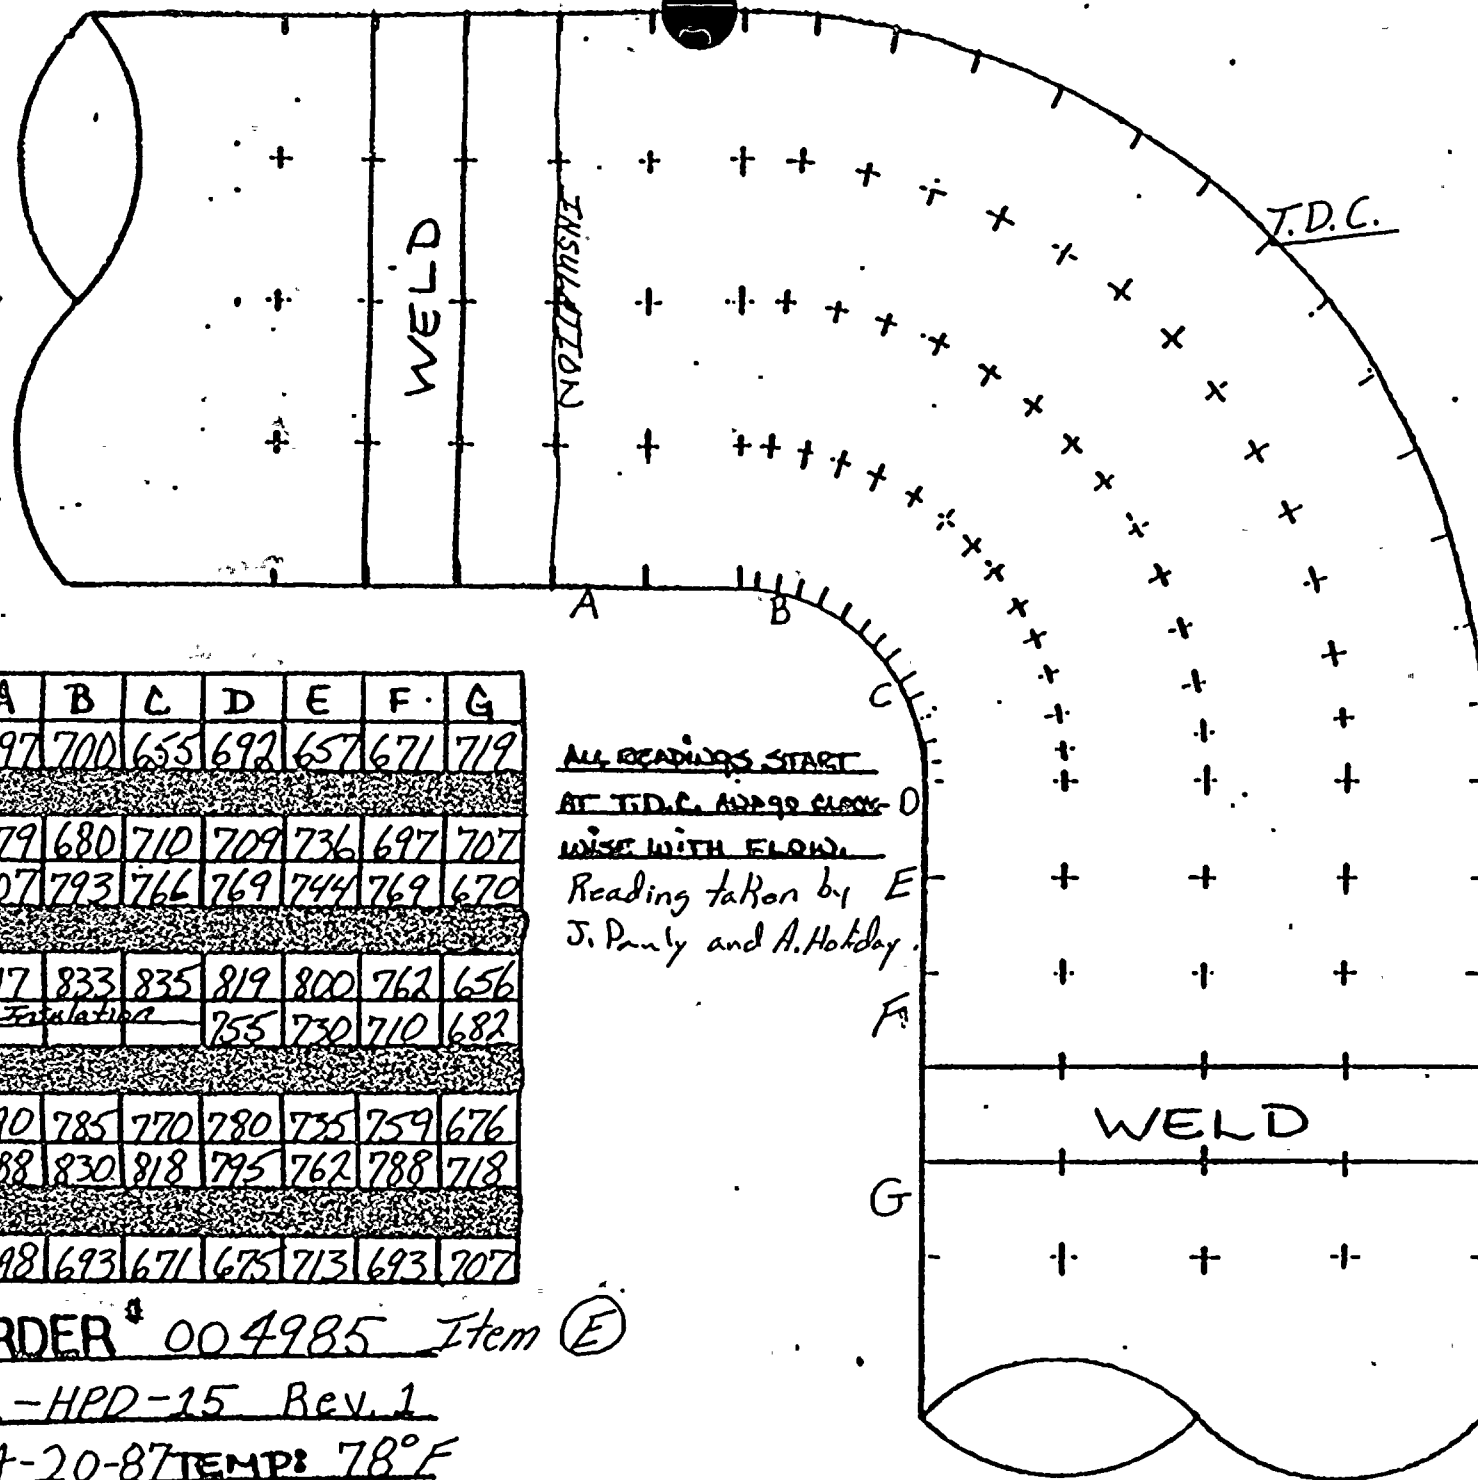 T.D.C.
WELD
INSULATION
A
B
C
D
E
F
G
A B C D E F G
97 700 655 692 657 671 719
79 680 710 709 736 697 707
07 793 766 769 744 769 670
17 833 835 819 800 762 656
Insulation 755 730 710 682
90 785 770 780 735 759 676
88 830 818 795 762 788 718
98 693 671 675 713 693 707
ALL READINGS START
AT T.D.C. AND GO CLOCK-
WISE WITH FLOW.
Reading taken by
J. Pauly and A.
WELD
RDER # 004985 Item E
-HPD-15 Rev. 1
4-20-87 TEMP: 78°F